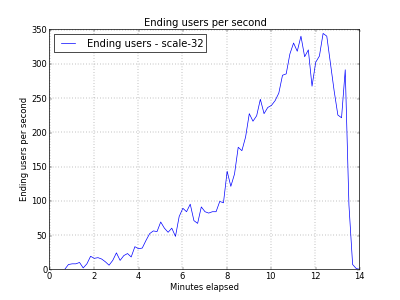 Ending users per second
Ending users - scale-32
Ending users per second
350
300
250
200
150
100
50
0
0 2 4 6 8 10 12 14
Minutes elapsed